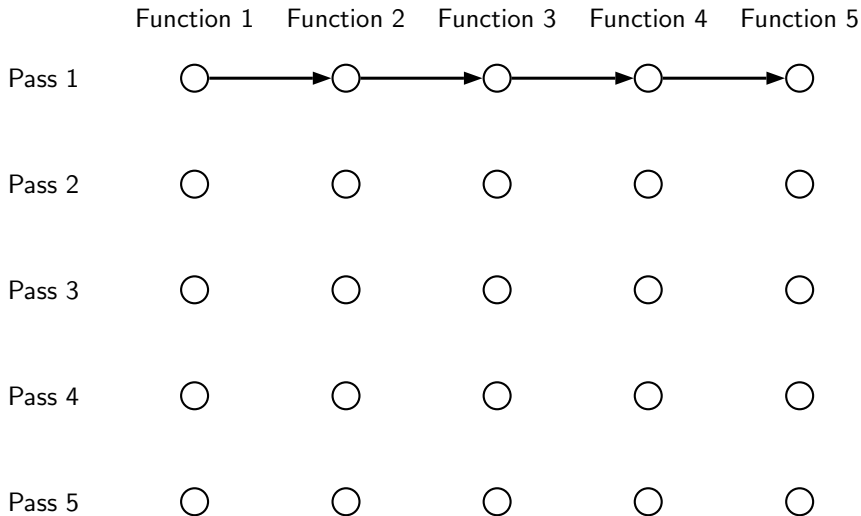 Function 1 Function 2 Function 3 Function 4 Function 5
Pass 1
Pass 2
Pass 3
Pass 4
Pass 5